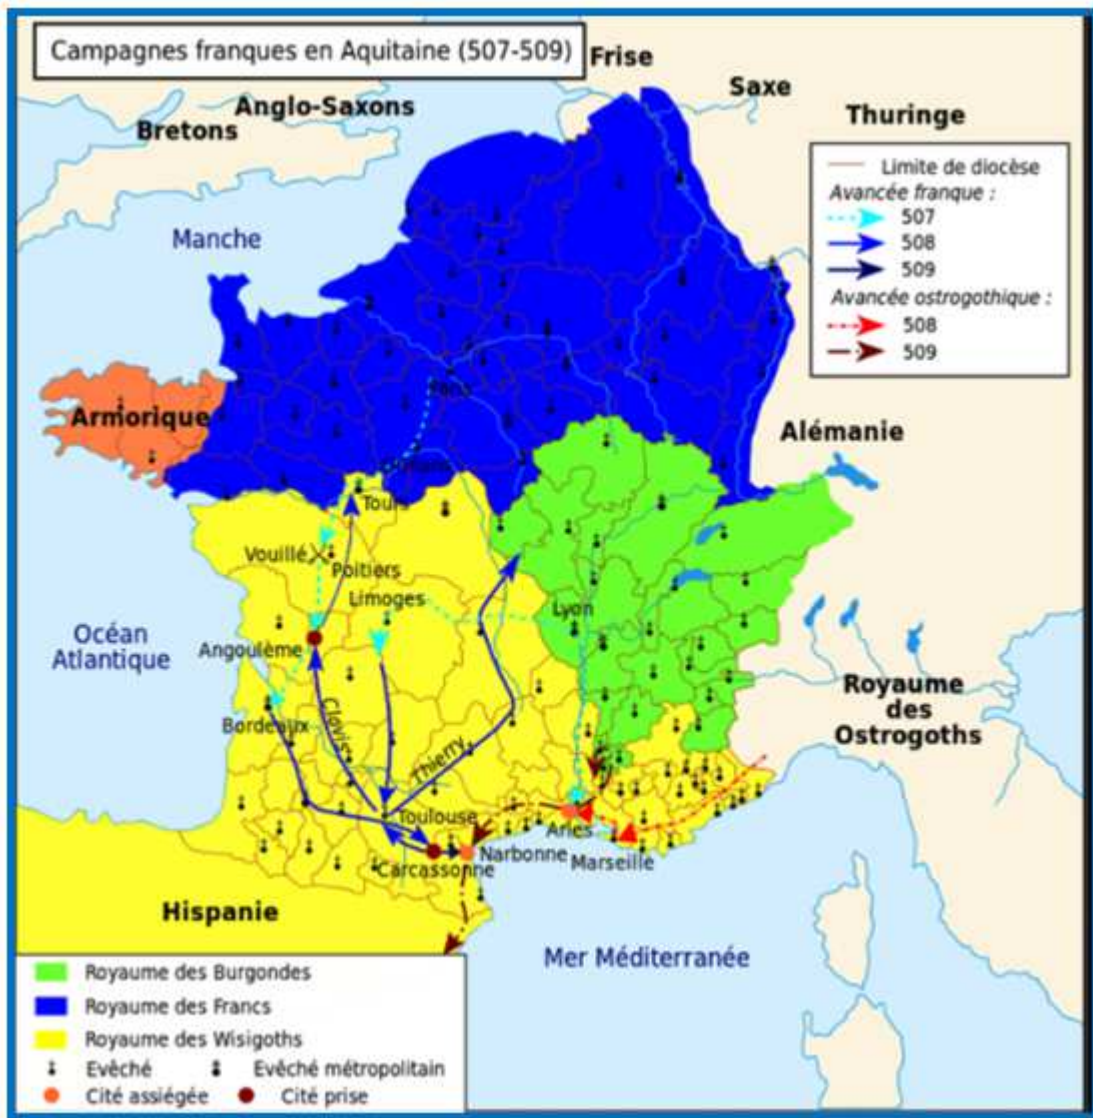 Campagnes franques en Aquitaine (507-509)
Frise
Saxe
Anglo-Saxons
Bretons
Thuringe
Limite de diocèse
Avancée franque :
507
508
509
Avancée ostrogothique :
508
509
Manche
Armorique
Paris
Alémanie
Orléans
Tours
Vouillé
Poitiers
Limoges
Lyon
Océan
Atlantique
Angoulème
Bordeaux
Clovis
Thierry
Royaume
des
Ostrogoths
Toulouse
Arles
Carcassonne
Narbonne
Marseille
Hispanie
Mer Méditerranée
Royaume des Burgondes
Royaume des Francs
Royaume des Wisigoths
Evêché
Evêché métropolitain
Cité assiégée
Cité prise